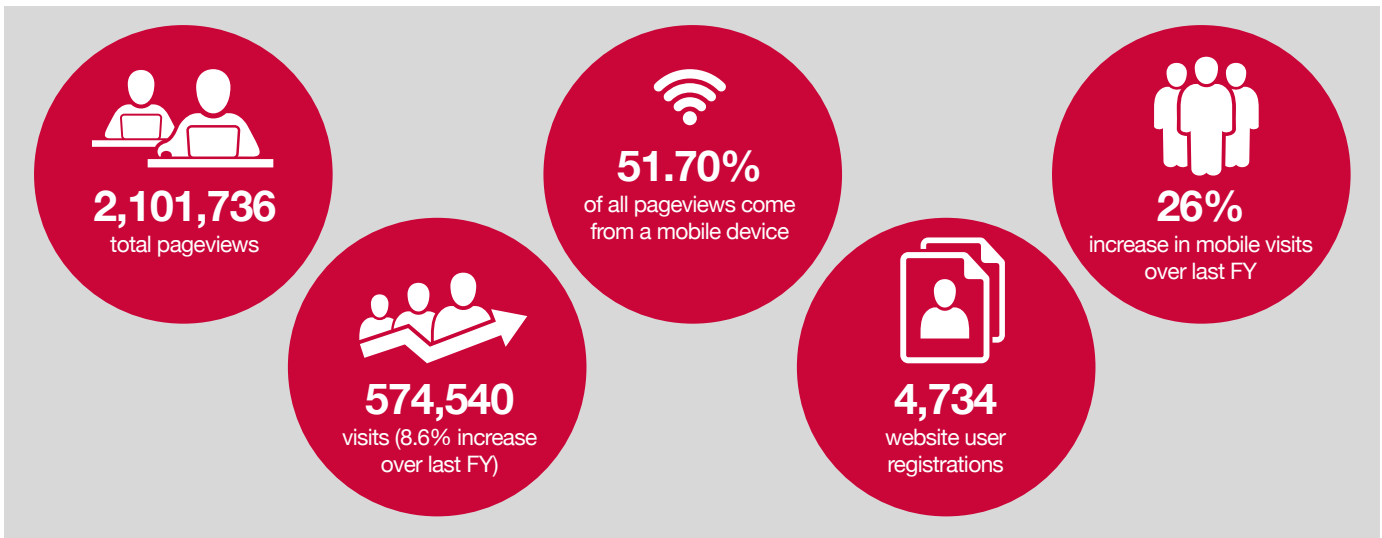 2,101,736
total pageviews
574,540
visits (8.6% increase
over last FY)
51.70%
of all pageviews come
from a mobile device
4,734
website user
registrations
26%
increase in mobile visits
over last FY